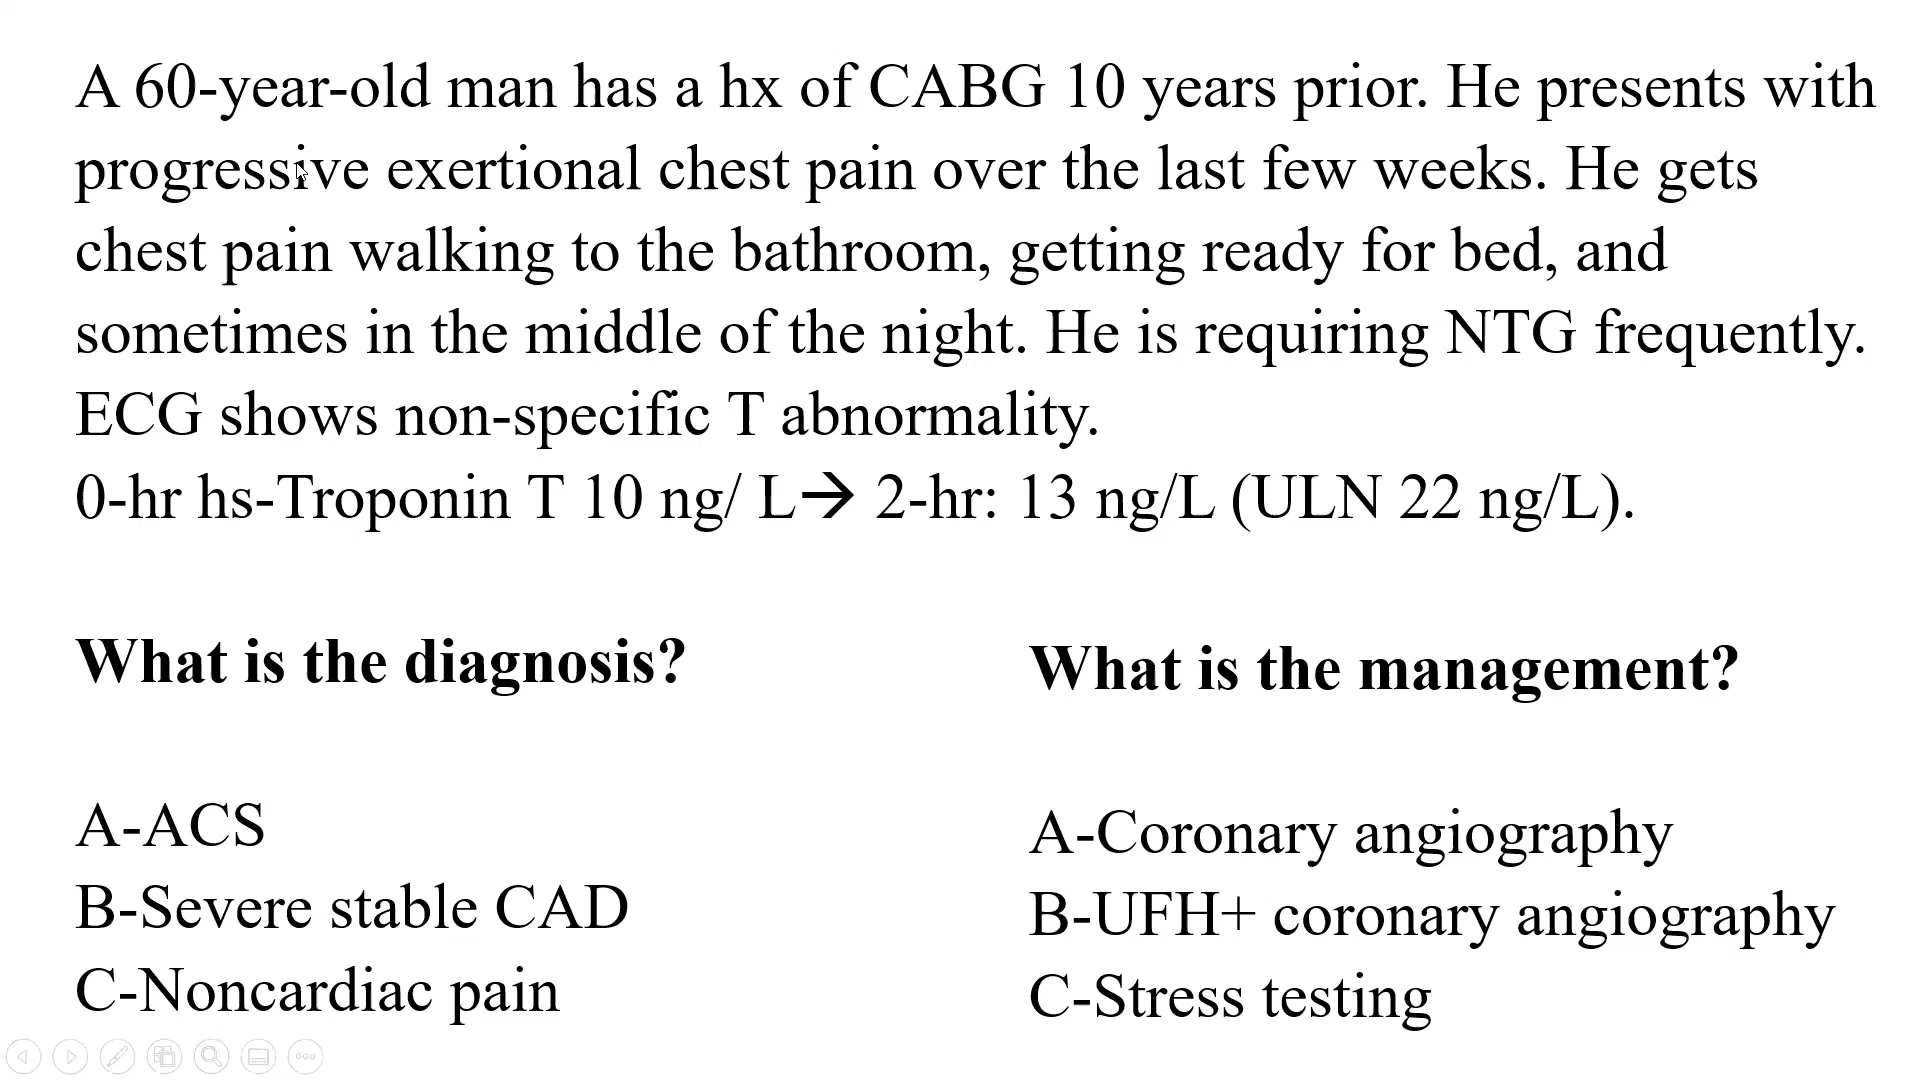 A 60-year-old man has a hx of CABG 10 years prior. He presents with
progressive exertional chest pain over the last few weeks. He gets
chest pain walking to the bathroom, getting ready for bed, and
sometimes in the middle of the night. He is requiring NTG frequently.
ECG shows non-specific T abnormality.
0-hr hs-Troponin T 10 ng/ L→ 2-hr: 13 ng/L (ULN 22 ng/L).
What is the diagnosis?
A-ACS
B-Severe stable CAD
C-Noncardiac pain
What is the management?
A-Coronary angiography
B-UFH+ coronary angiography
C-Stress testing